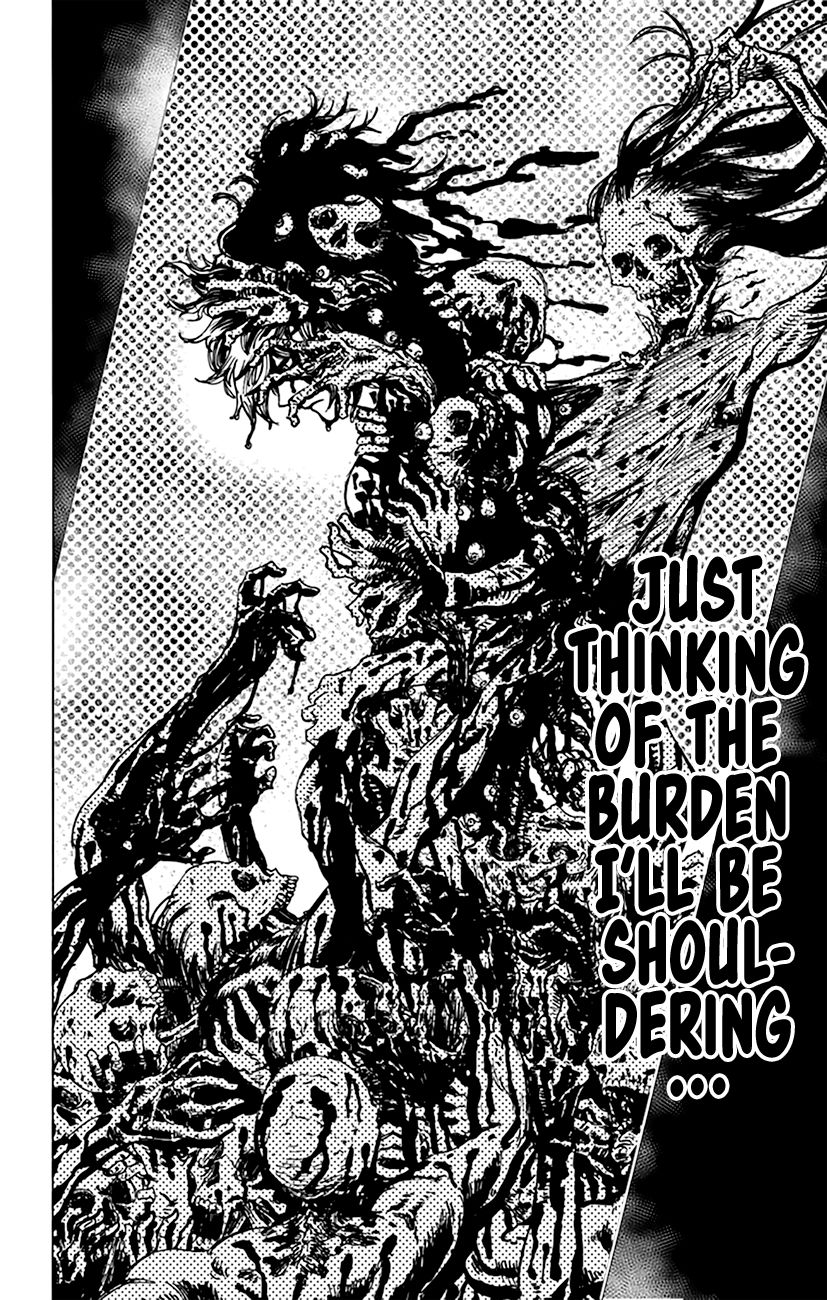 JUST
THINKING
OF THE
BURDEN
I'LL BE
SHOUL-
DERING
...